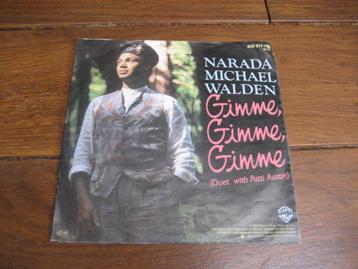 NARADA
MICHAEL
WALDEN
Gimme,
Gimme,
Gimme
(Duet with Patti Austin)